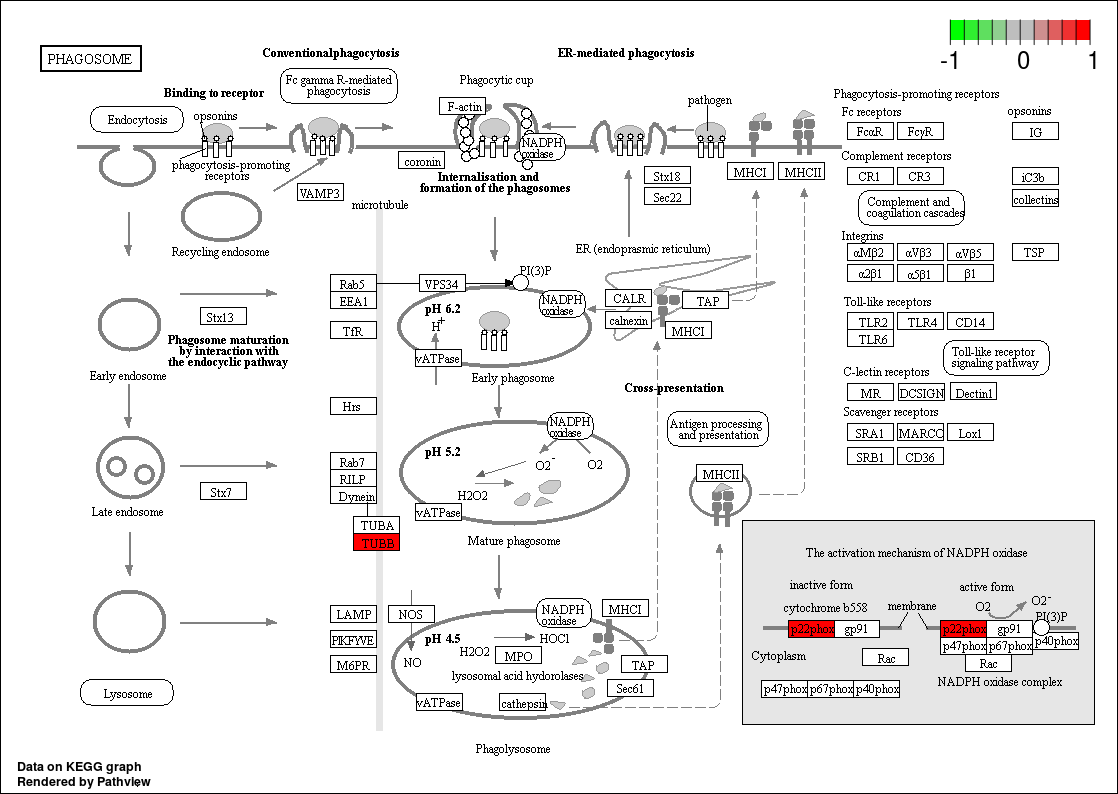 PHAGOSOME
-1 0 1
Conventionalphagocytosis
ER-mediated phagocytosis
Fc gamma R-mediated
phagocytosis
Phagocytic cup
Binding to receptor
Endocytosis
opsonins
F-actin
NADPH
oxidase
pathogen
coronin
phagocytosis-promoting
receptors
VAMP3
Internalisation and
formation of the phagosomes
Stx18
Sec22
MHCI
MHCII
microtubule
Recycling endosome
ER (endoprasmic reticulum)
Phagocytosis-promoting receptors
Fc receptors
opsonins
FcαR
FcγR
IG
Complement receptors
CR1
CR3
iC3b
collectins
Complement and
coagulation cascades
Integrins
αMβ2
αVβ3
αVβ5
TSP
α2β1
α5β1
β1
Toll-like receptors
TLR2
TLR4
CD14
TLR6
Toll-like receptor
signaling pathway
C-lectin receptors
MR
DCSIGN
Dectin1
Scavenger receptors
SRA1
MARCO
Lox1
SRB1
CD36
Rab5
EEA1
VPS34
PI(3)P
NADPH
oxidase
CALR
calnexin
TAP
MHCI
Stx13
TfR
pH 6.2
H+
vATPase
Phagosome maturation
by interaction with
the endocyclic pathway
Early endosome
Early phagosome
Cross-presentation
Hrs
NADPH
oxidase
Antigen processing
and presentation
pH 5.2
O2-
O2
H2O2
Rab7
RILP
Dynein
MHCII
Stx7
vATPase
Late endosome
TUBA
TUBB
Mature phagosome
LAMP
NOS
NADPH
oxidase
MHCI
PIKFYVE
pH 4.5
HOCl
H2O2
MPO
M6PR
NO
lysosomal acid hydorolases
TAP
Sec61
Lysosome
vATPase
cathepsin
Phagolysosome
The activation mechanism of NADPH oxidase
inactive form
active form
cytochrome b558
membrane
O2
O2-
PI(3)P
p22phox
gp91
p22phox
gp91
p47phox
p67phox
p40phox
Cytoplasm
Rac
Rac
p47phox
p67phox
p40phox
NADPH oxidase complex
Data on KEGG graph
Rendered by Pathview